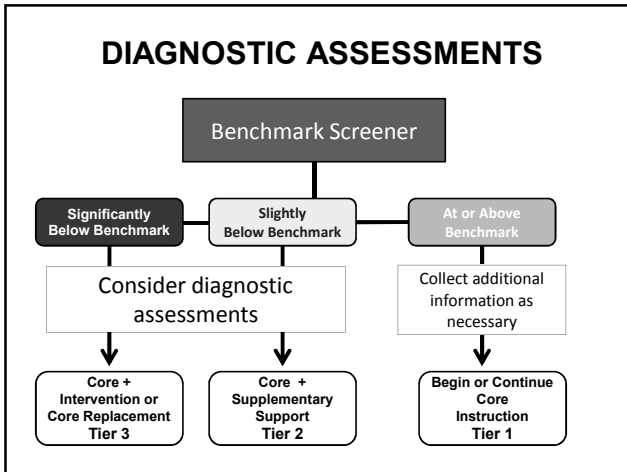 DIAGNOSTIC ASSESSMENTS
Benchmark Screener
Significantly
Below Benchmark
Slightly
Below Benchmark
At or Above
Benchmark
Consider diagnostic
assessments
Collect additional
information as
necessary
Core +
Intervention or
Core Replacement
Tier 3
Core +
Supplementary
Support
Tier 2
Begin or Continue
Core
Instruction
Tier 1